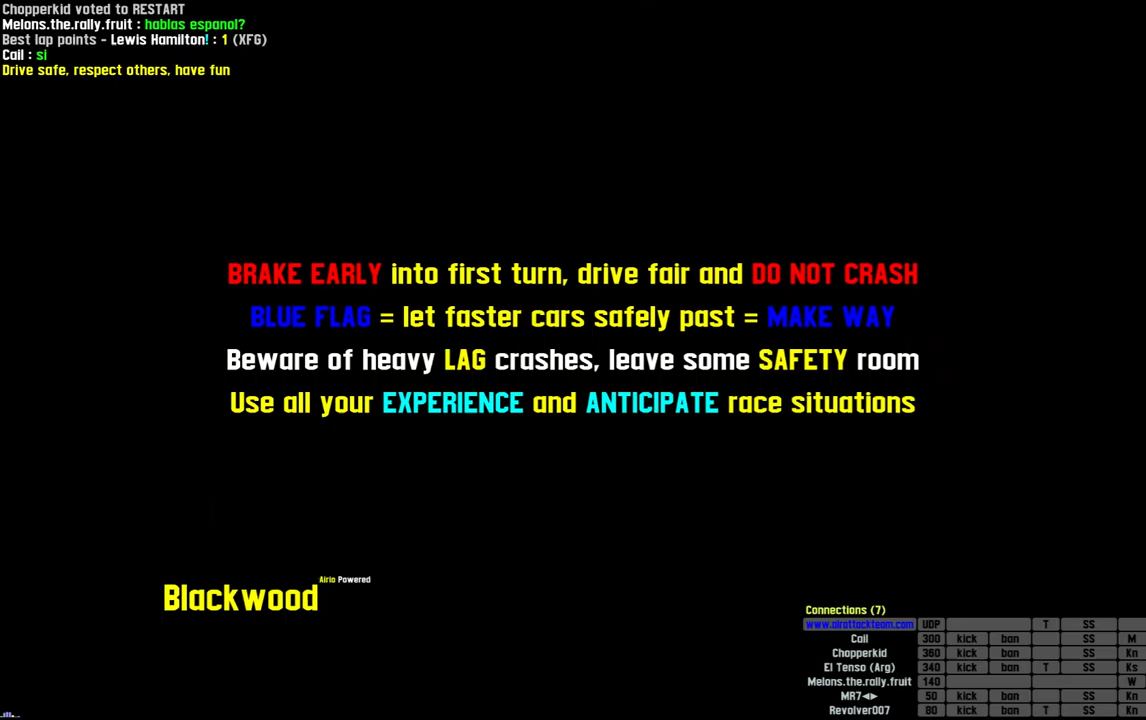 Chopperkid voted to RESTART
Melons.the.rally.fruit : hablas espanol?
Best lap points - Lewis Hamilton! : 1 (XFG)
Cail : si
Drive safe, respect others, have fun
BRAKE EARLY into first turn, drive fair and DO NOT CRASH
BLUE FLAG = let faster cars safely past = MAKE WAY
Beware of heavy LAG crashes, leave some SAFETY room
Use all your EXPERIENCE and ANTICIPATE race situations
Blackwood Airio Powered
Connections (7)
www.airattackteam.com UDP T SS
Cail 300 kick ban SS M
Chopperkid 360 kick ban SS Kn
El Tenso (Arg) 340 kick ban T SS Ks
Melons.the.rally.fruit 140 W
MR7◄► 50 kick ban SS Kn
Revolver007 80 kick ban T SS Kn